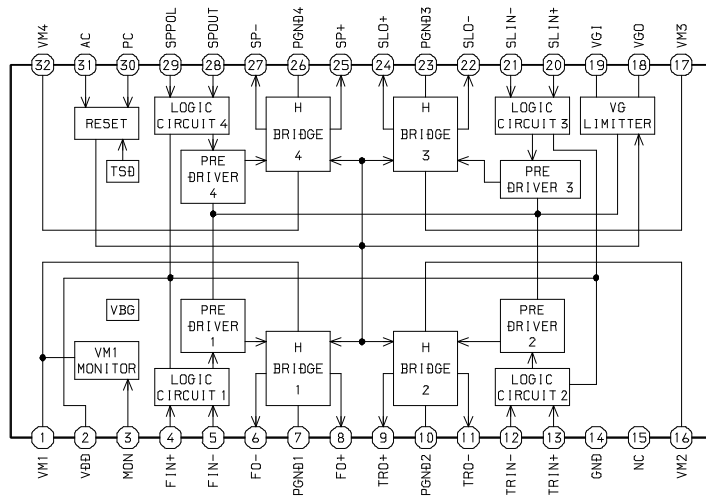 VM4
AC
PC
SPPOL
SPOUT
SP-
PGND4
SP+
SLO+
PGND3
SLO-
SLIN-
SLIN+
VGI
VGO
VM3
32
31
30
29
28
27
26
25
24
23
22
21
20
19
18
17
RESET
TSD
LOGIC
CIRCUIT 4
PRE
DRIVER
4
H
BRIDGE
4
H
BRIDGE
3
LOGIC
CIRCUIT 3
PRE
DRIVER 3
VG
LIMITTER
VBG
VM1
MONITOR
PRE
DRIVER
1
LOGIC
CIRCUIT 1
H
BRIDGE
1
H
BRIDGE
2
PRE
DRIVER
2
LOGIC
CIRCUIT 2
1
2
3
4
5
6
7
8
9
10
11
12
13
14
15
16
VM1
VDD
MON
FIN+
FIN-
FO-
PGND1
FO+
TRO+
PGND2
TRO-
TRIN-
TRIN+
GND
NC
VM2